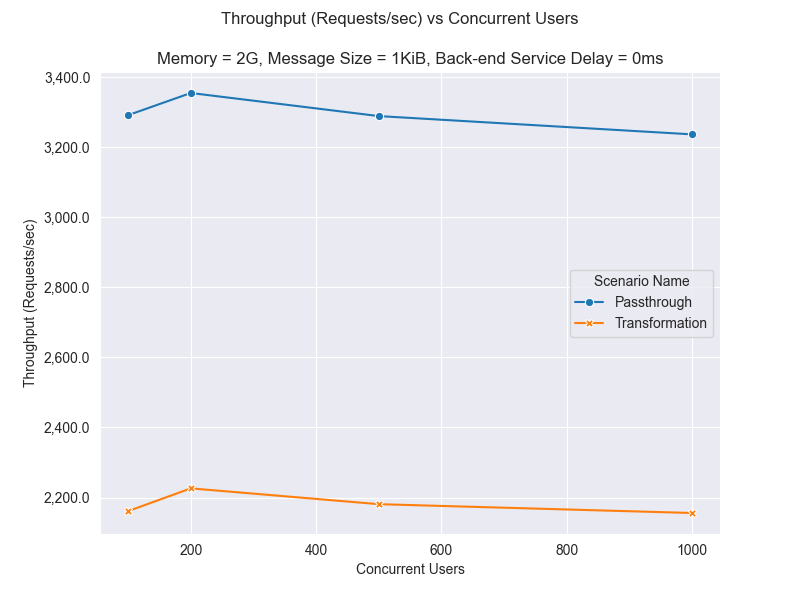 Throughput (Requests/sec) vs Concurrent Users
Memory = 2G, Message Size = 1KiB, Back-end Service Delay = 0ms
3,400.0
3,200.0
3,000.0
2,800.0
2,600.0
2,400.0
2,200.0
Throughput (Requests/sec)
Scenario Name
Passthrough
Transformation
200
400
600
800
1000
Concurrent Users